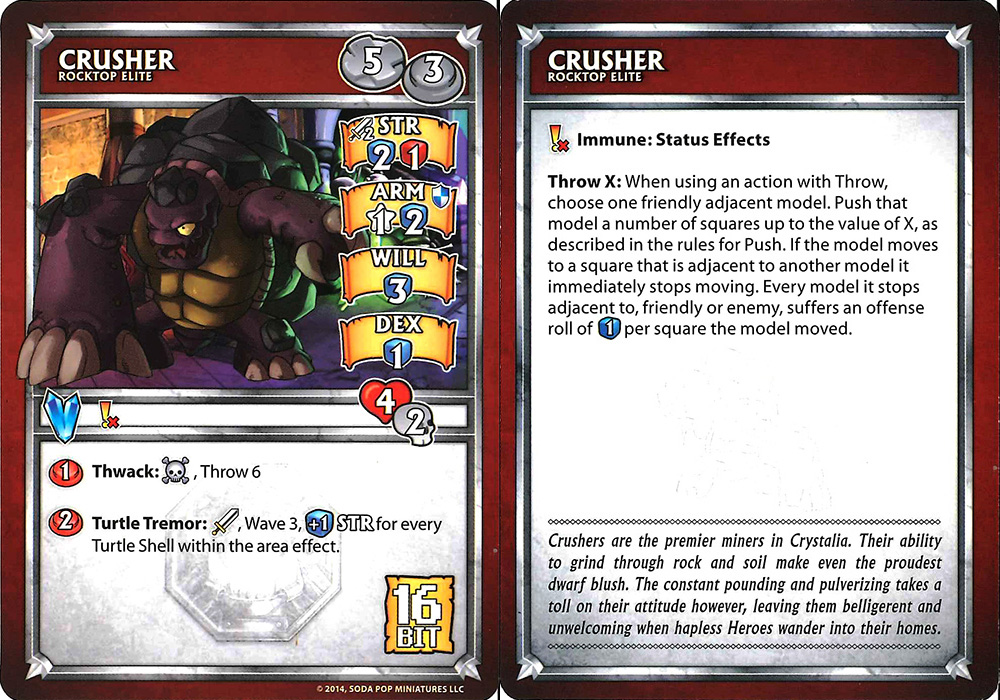 CRUSHER
ROCKTOP ELITE
5 3
2 STR
2 1
ARM
1 2
WILL
3
DEX
1
4
2
1 Thwack: , Throw 6
2 Turtle Tremor: , Wave 3, +1 STR for every
Turtle Shell within the area effect.
16
BIT
© 2014, SODA POP MINIATURES LLC
CRUSHER
ROCKTOP ELITE
Immune: Status Effects
Throw X: When using an action with Throw,
choose one friendly adjacent model. Push that
model a number of squares up to the value of X, as
described in the rules for Push. If the model moves
to a square that is adjacent to another model it
immediately stops moving. Every model it stops
adjacent to, friendly or enemy, suffers an offense
roll of 1 per square the model moved.
Crushers are the premier miners in Crystalia. Their ability
to grind through rock and soil make even the proudest
dwarf blush. The constant pounding and pulverizing takes a
toll on their attitude however, leaving them belligerent and
unwelcoming when hapless Heroes wander into their homes.